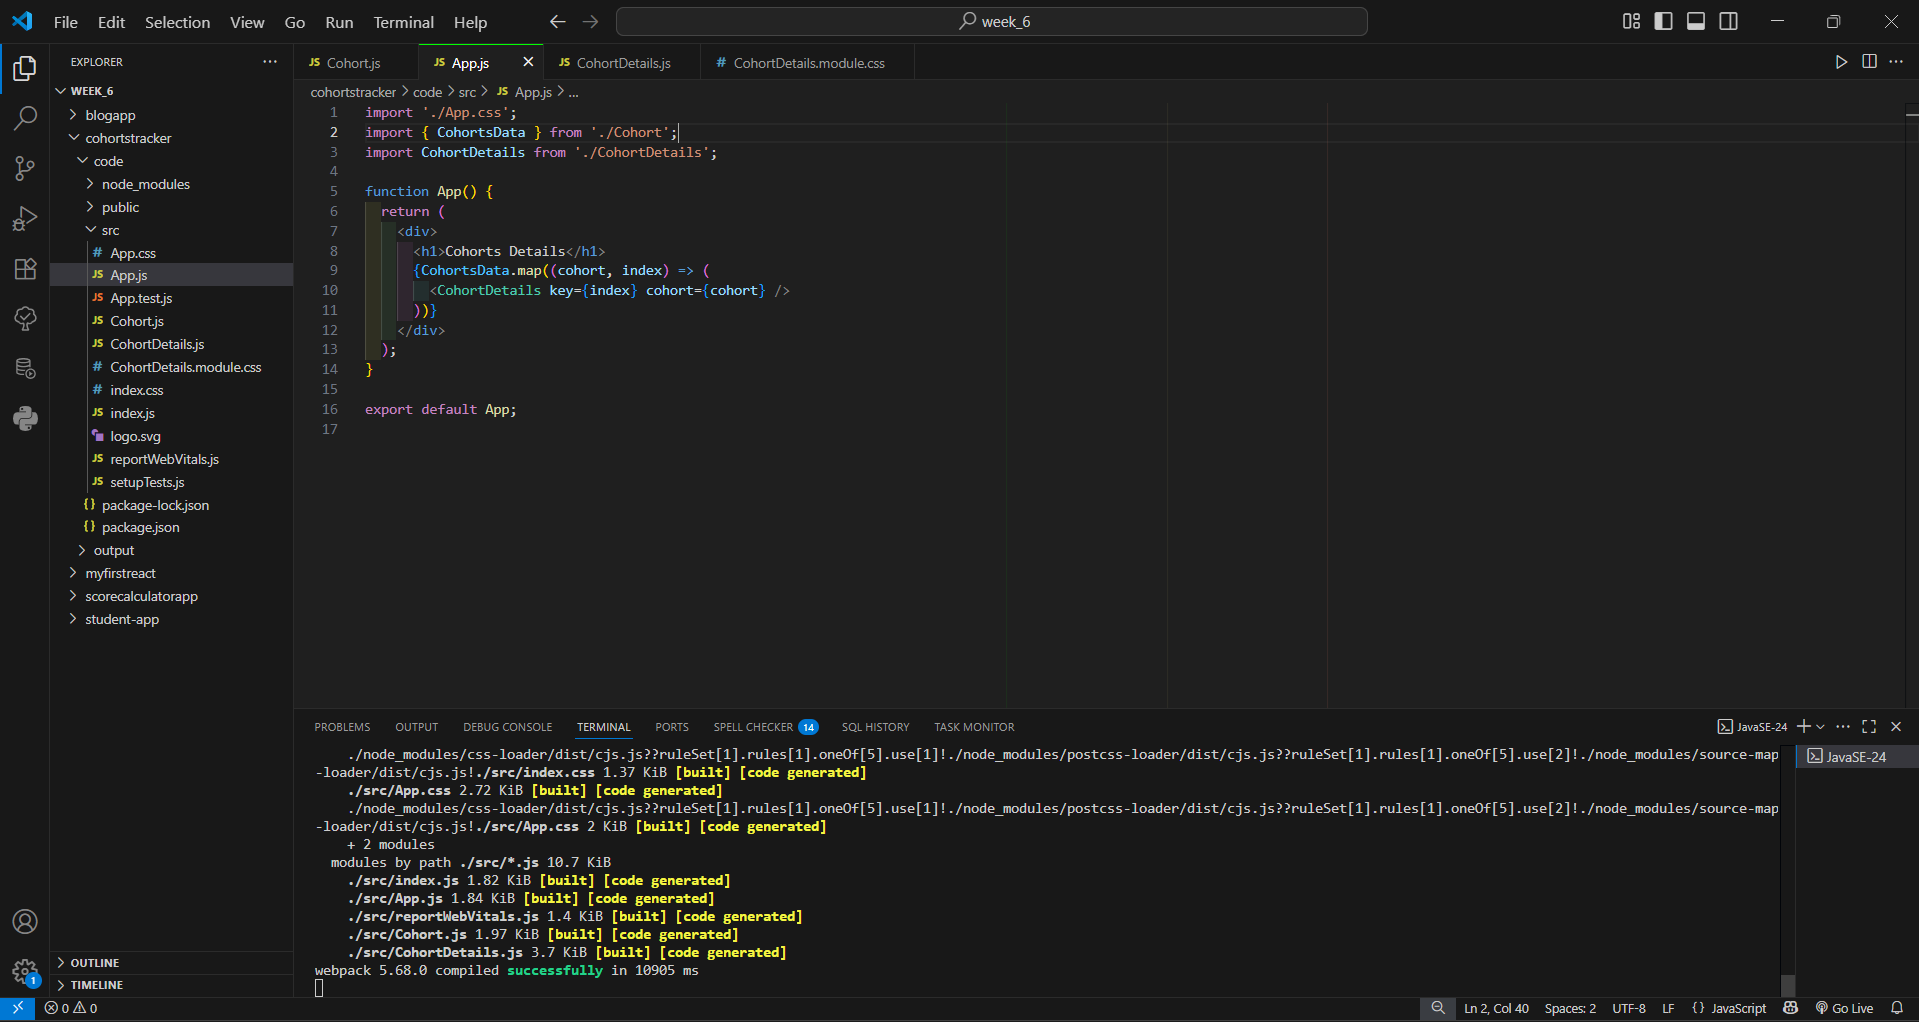 File Edit Selection View Go Run Terminal Help
week_6
EXPLORER
WEEK_6
blogapp
cohortstracker
code
node_modules
public
src
# App.css
JS App.js
JS App.test.js
JS Cohort.js
JS CohortDetails.js
# CohortDetails.module.css
# index.css
JS index.js
logo.svg
JS reportWebVitals.js
JS setupTests.js
{} package-lock.json
{} package.json
output
myfirstreact
scorecalculatorapp
student-app
OUTLINE
TIMELINE
JS Cohort.js
JS App.js
JS CohortDetails.js
# CohortDetails.module.css
cohortstracker > code > src > JS App.js > ...
1 import './App.css';
2 import { CohortsData } from './Cohort';
3 import CohortDetails from './CohortDetails';
4
5 function App() {
6 return (
7 <div>
8 <h1>Cohorts Details</h1>
9 {CohortsData.map((cohort, index) => (
10 <CohortDetails key={index} cohort={cohort} />
11 ))}
12 </div>
13 );
14 }
15
16 export default App;
17
PROBLEMS OUTPUT DEBUG CONSOLE TERMINAL PORTS SPELL CHECKER 14 SQL HISTORY TASK MONITOR
JavaSE-24
./node_modules/css-loader/dist/cjs.js??ruleSet[1].rules[1].oneOf[5].use[1]!./node_modules/postcss-loader/dist/cjs.js??ruleSet[1].rules[1].oneOf[5].use[2]!./node_modules/source-map
-loader/dist/cjs.js!./src/index.css 1.37 KiB [built] [code generated]
./src/App.css 2.72 KiB [built] [code generated]
./node_modules/css-loader/dist/cjs.js??ruleSet[1].rules[1].oneOf[5].use[1]!./node_modules/postcss-loader/dist/cjs.js??ruleSet[1].rules[1].oneOf[5].use[2]!./node_modules/source-map
-loader/dist/cjs.js!./src/App.css 2 KiB [built] [code generated]
+ 2 modules
modules by path ./src/*.js 10.7 KiB
./src/index.js 1.82 KiB [built] [code generated]
./src/App.js 1.84 KiB [built] [code generated]
./src/reportWebVitals.js 1.4 KiB [built] [code generated]
./src/Cohort.js 1.97 KiB [built] [code generated]
./src/CohortDetails.js 3.7 KiB [built] [code generated]
webpack 5.68.0 compiled successfully in 10905 ms
JavaSE-24
1
0 0
Ln 2, Col 40 Spaces: 2 UTF-8 LF {} JavaScript Go Live